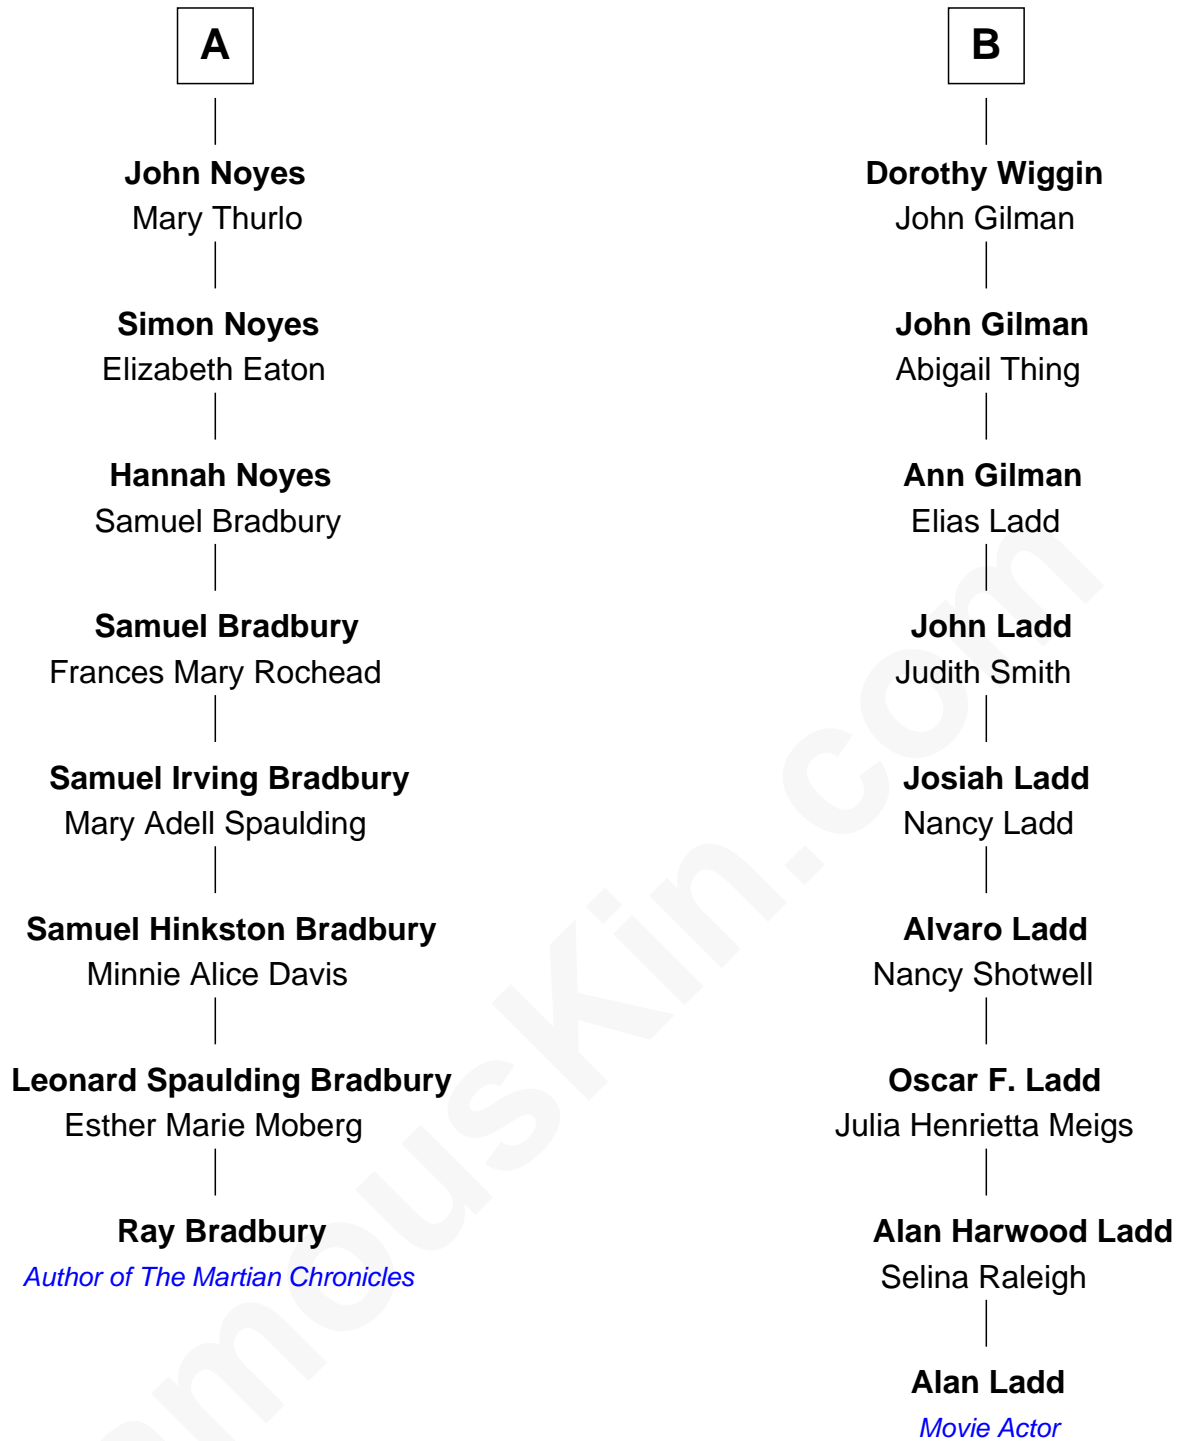 A
John Noyes
Mary Thurlo
Simon Noyes
Elizabeth Eaton
Hannah Noyes
Samuel Bradbury
Samuel Bradbury
Frances Mary Rochead
Samuel Irving Bradbury
Mary Adell Spaulding
Samuel Hinkston Bradbury
Minnie Alice Davis
Leonard Spaulding Bradbury
Esther Marie Moberg
Ray Bradbury
Author of The Martian Chronicles
B
Dorothy Wiggin
John Gilman
John Gilman
Abigail Thing
Ann Gilman
Elias Ladd
John Ladd
Judith Smith
Josiah Ladd
Nancy Ladd
Alvaro Ladd
Nancy Shotwell
Oscar F. Ladd
Julia Henrietta Meigs
Alan Harwood Ladd
Selina Raleigh
Alan Ladd
Movie Actor
amouskin.com